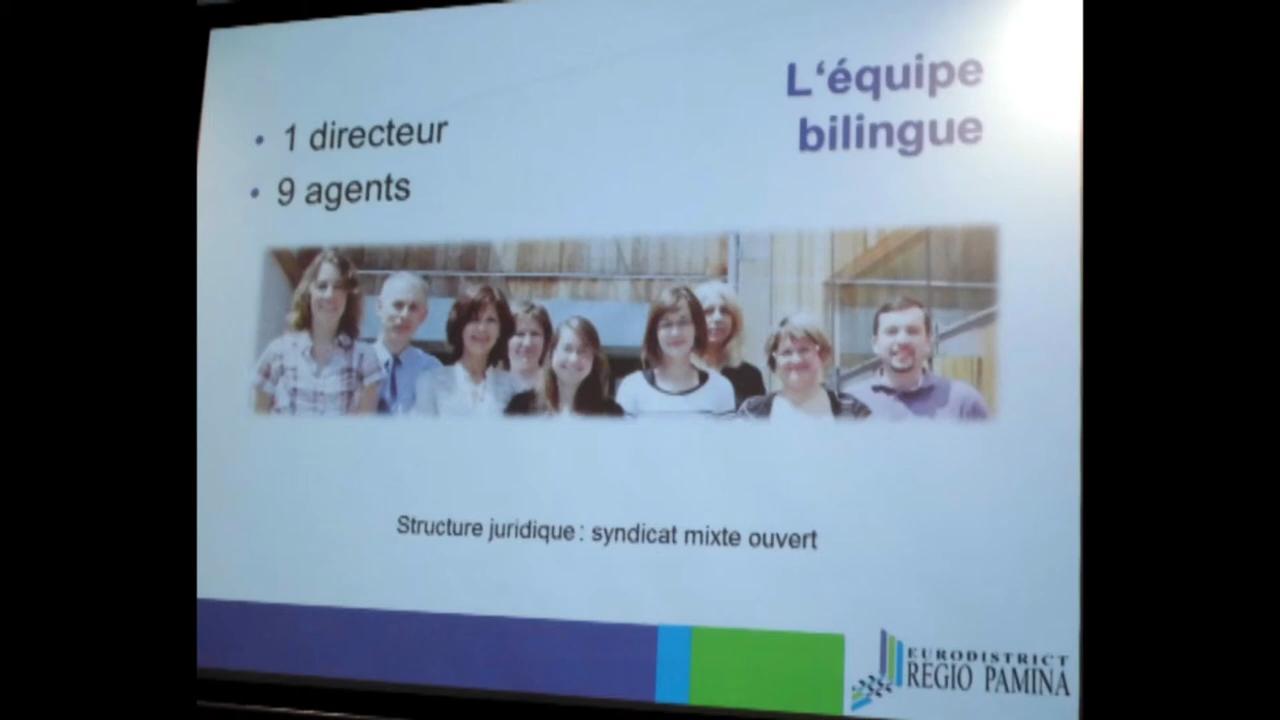 L‘équipe
bilingue
• 1 directeur
• 9 agents
Structure juridique : syndicat mixte ouvert
EURODISTRICT
REGIO PAMINA